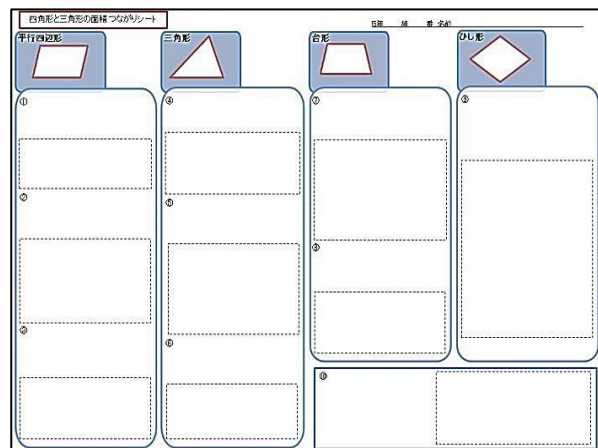 四角形と三角形の面積 つながりシート
5年 組 番 名前
平行四辺形
①
②
③
三角形
④
⑤
⑥
台形
⑦
⑧
ひし形
⑨
⑩